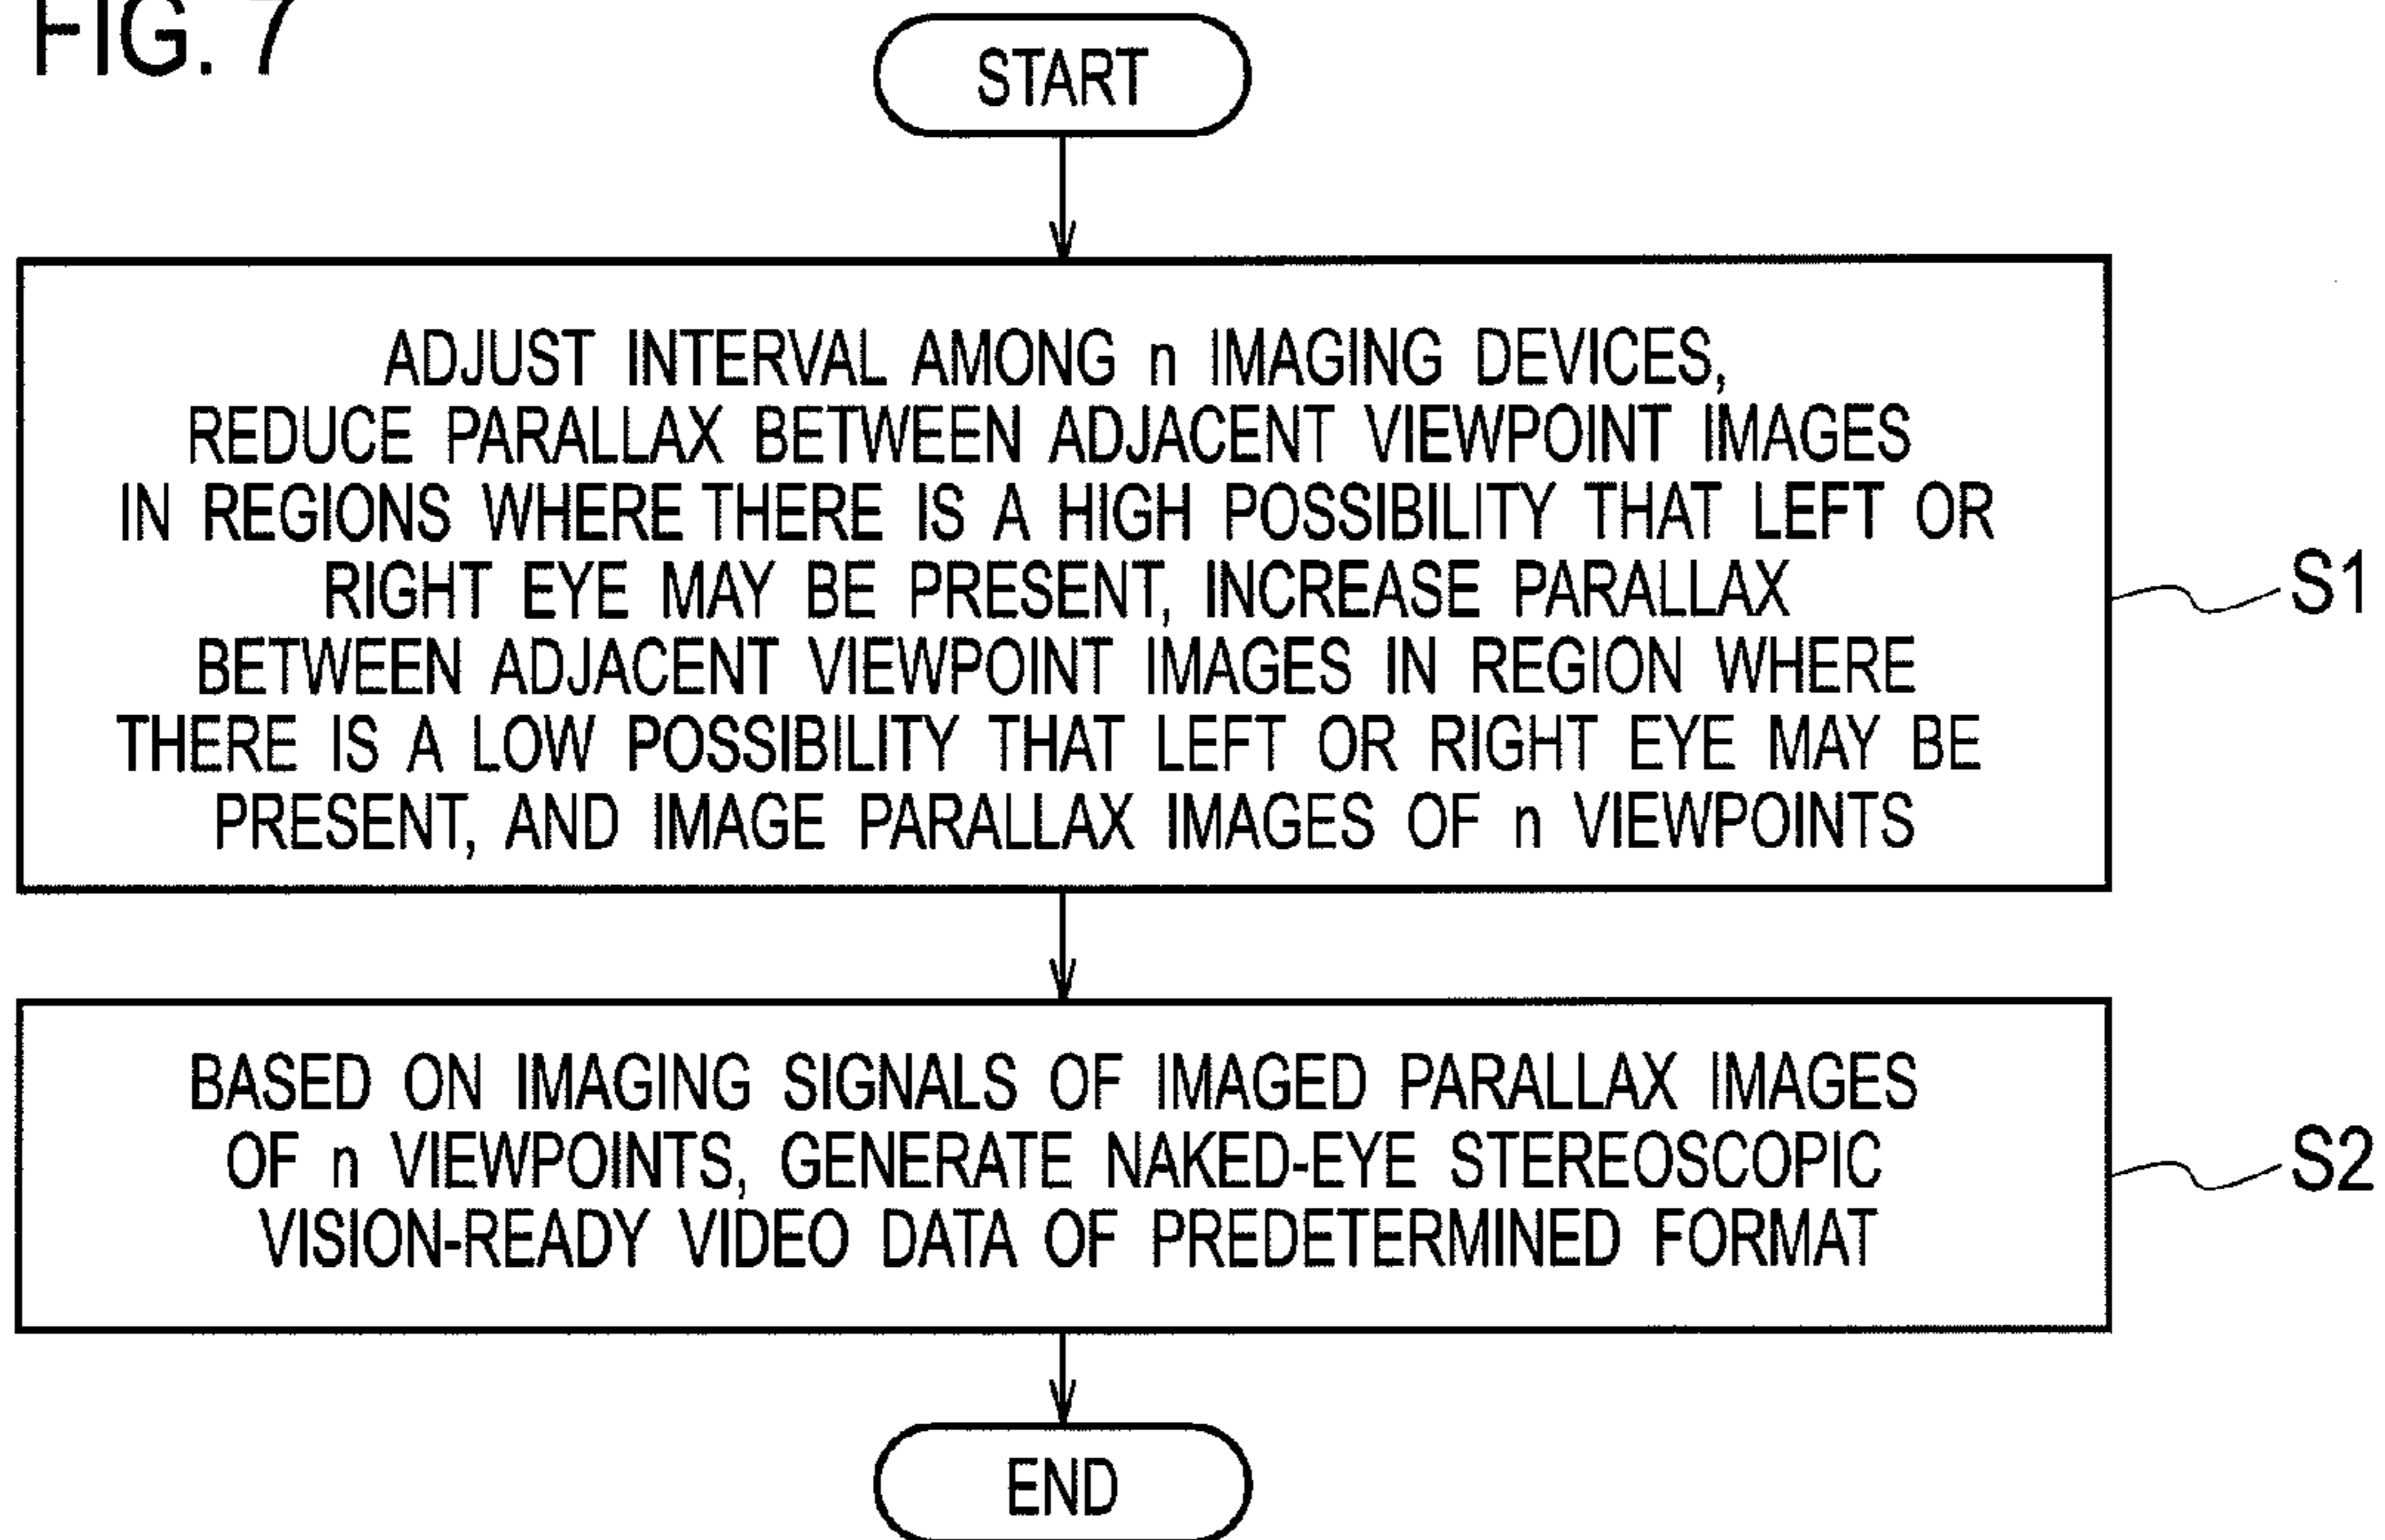 FIG. 7
START
ADJUST INTERVAL AMONG n IMAGING DEVICES,
REDUCE PARALLAX BETWEEN ADJACENT VIEWPOINT IMAGES
IN REGIONS WHERE THERE IS A HIGH POSSIBILITY THAT LEFT OR
RIGHT EYE MAY BE PRESENT, INCREASE PARALLAX
BETWEEN ADJACENT VIEWPOINT IMAGES IN REGION WHERE
THERE IS A LOW POSSIBILITY THAT LEFT OR RIGHT EYE MAY BE
PRESENT, AND IMAGE PARALLAX IMAGES OF n VIEWPOINTS
S1
BASED ON IMAGING SIGNALS OF IMAGED PARALLAX IMAGES
OF n VIEWPOINTS, GENERATE NAKED-EYE STEREOSCOPIC
VISION-READY VIDEO DATA OF PREDETERMINED FORMAT
S2
END